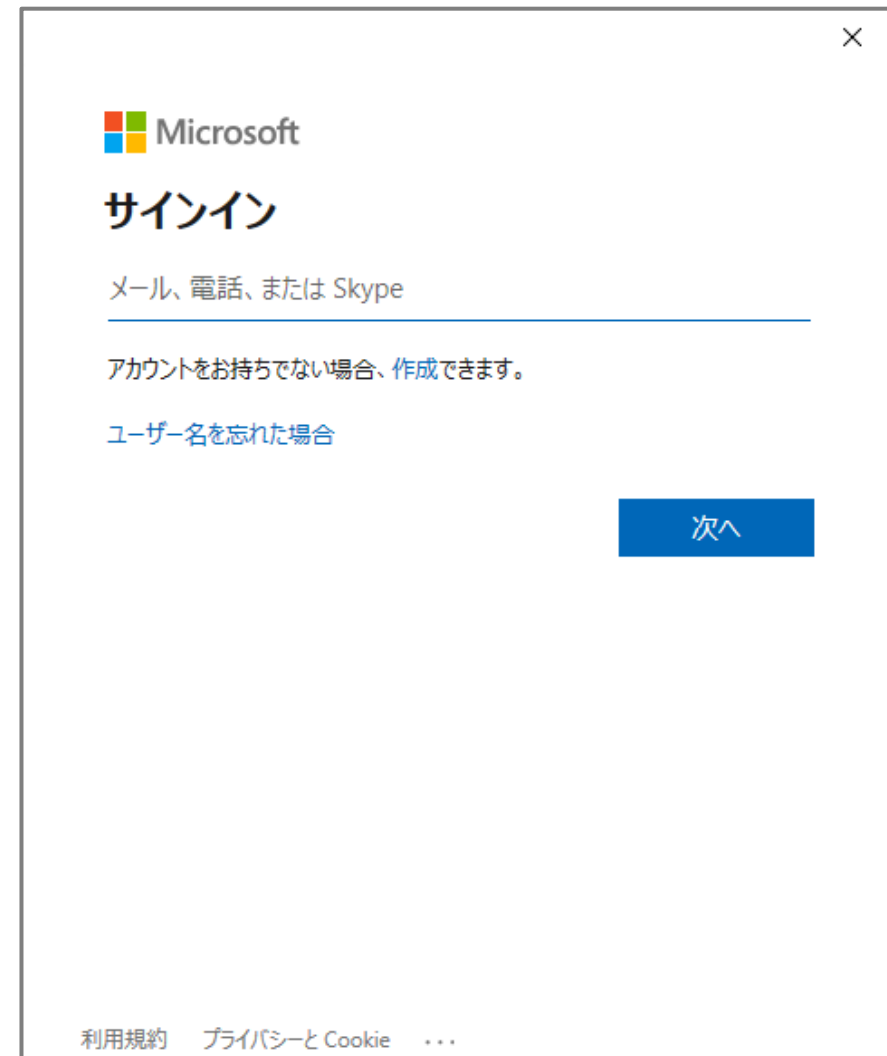 Microsoft
サインイン
メール、電話、または Skype
アカウントをお持ちでない場合、作成できます。
ユーザー名を忘れた場合
次へ
利用規約 プライバシーと Cookie ...